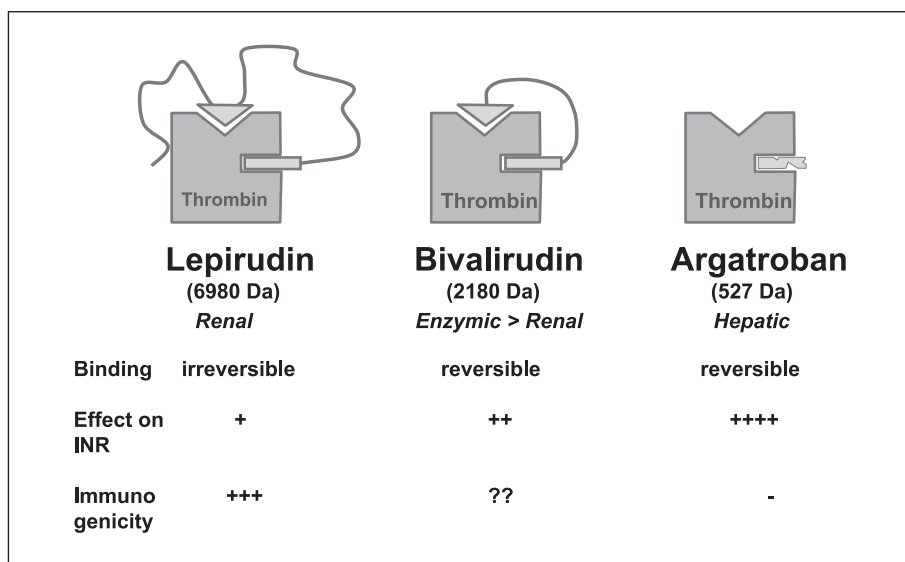 Thrombin Thrombin Thrombin
Lepirudin Bivalirudin Argatroban
(6980 Da) (2180 Da) (527 Da)
Renal Enzymic > Renal Hepatic
Binding irreversible reversible reversible
Effect on + ++ ++++
INR
Immuno +++ ?? -
genicity